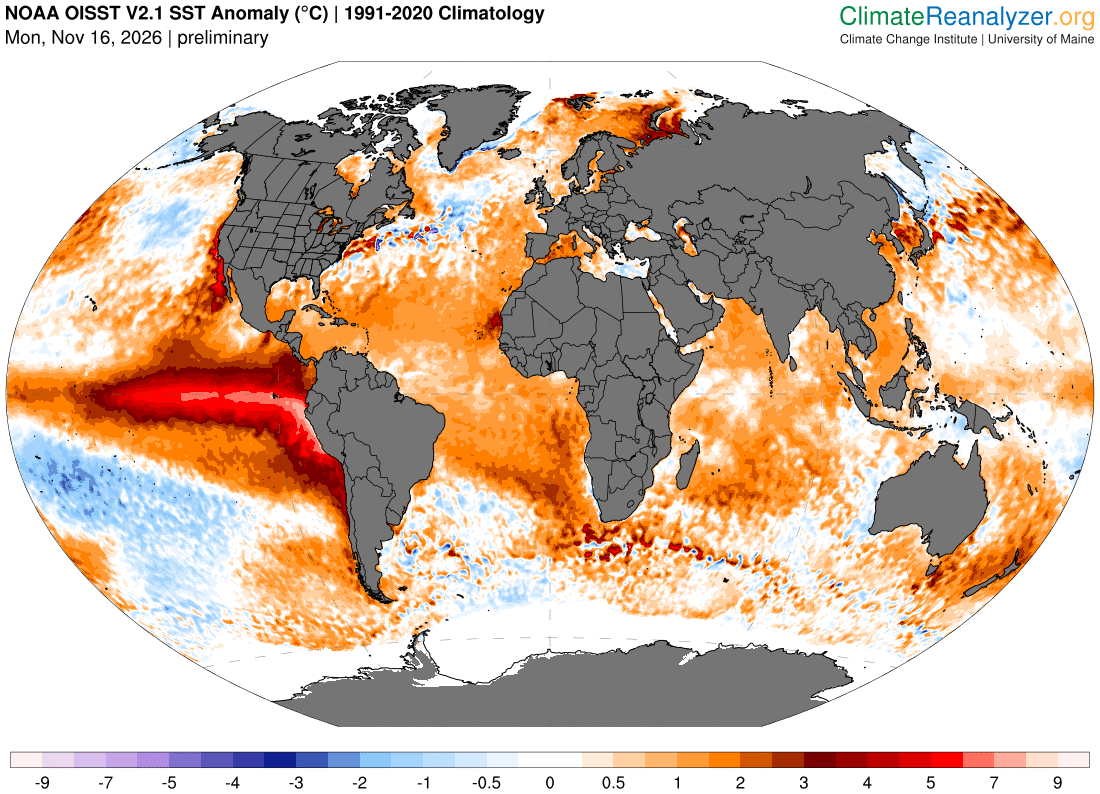 NOAA OISST V2.1 SST Anomaly (°C) | 1991-2020 Climatology
ClimateReanalyzer.org
Mon, Nov 16, 2026 | preliminary
Climate Change Institute | University of Maine
-9 -7 -5 -4 -3 -2 -1 -0.5 0 0.5 1 2 3 4 5 7 9